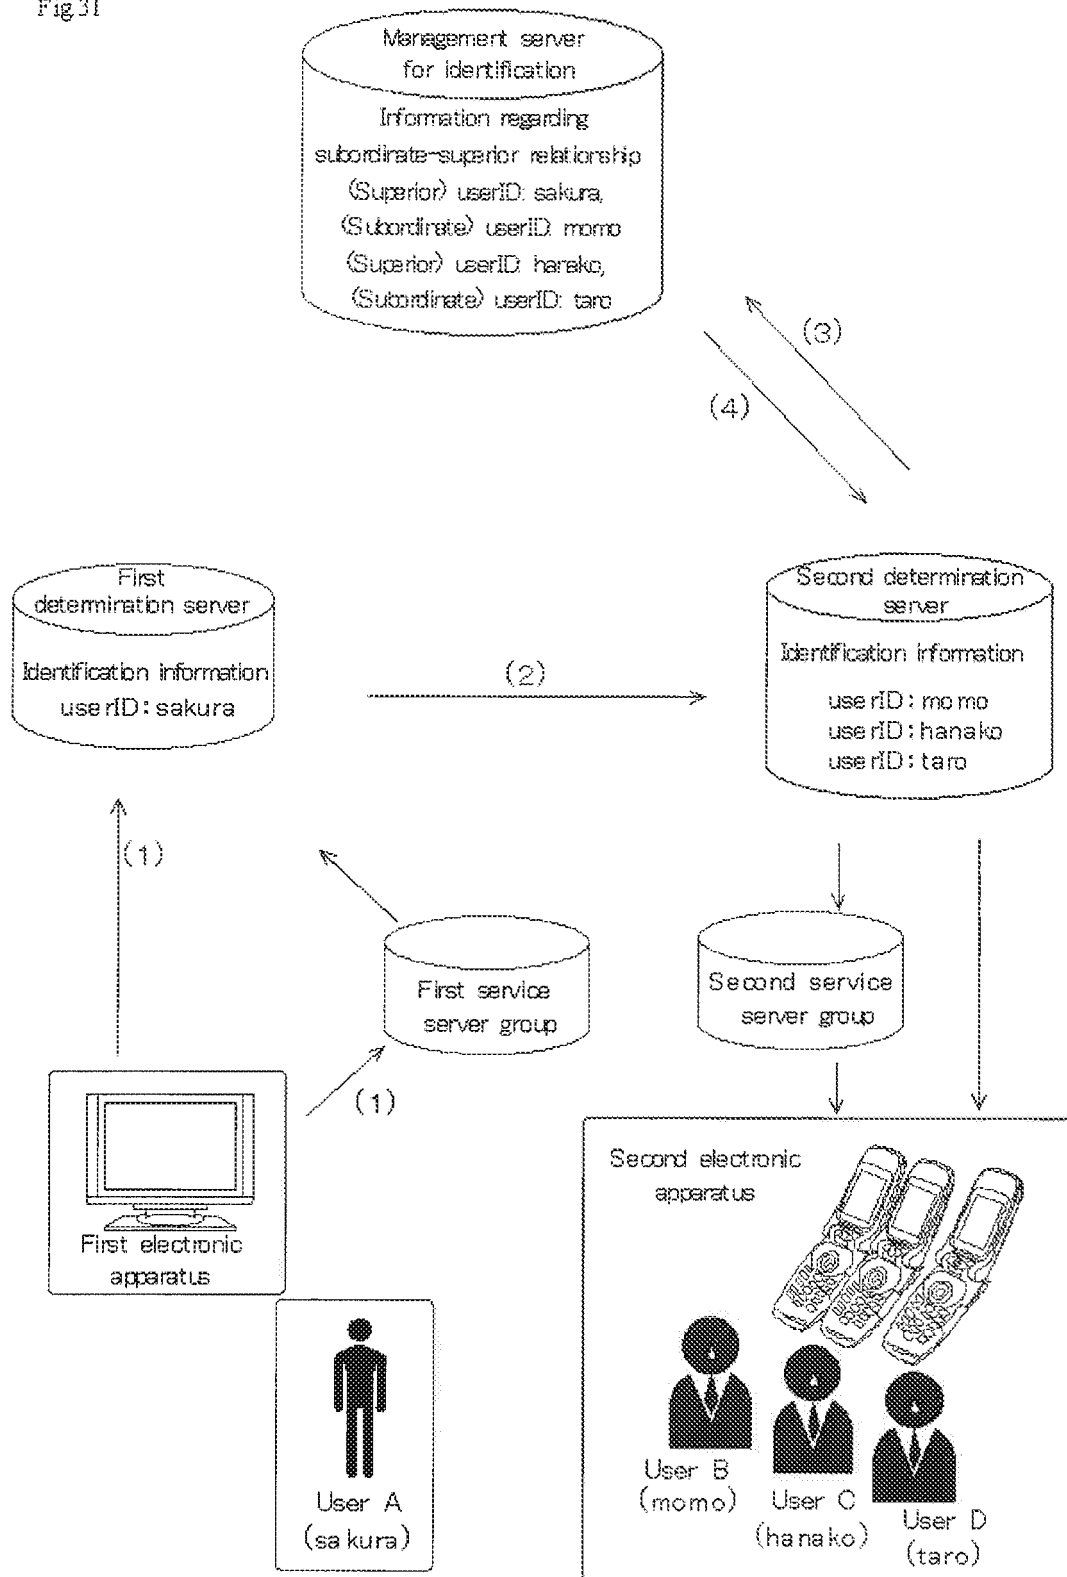 Fig.31
Management server
for identification
Information regarding
subordinate-superior relationship
(Superior) userID: sakura,
(Subordinate) userID: momo
(Superior) userID: hanako,
(Subordinate) userID: taro
(3)
(4)
First
determination server
Identification information
userID:sakura
(2)
Second determination
server
Identification information
userID:momo
userID:hanako
userID:taro
(1)
First service
server group
Second service
server group
(1)
First electronic
apparatus
Second electronic
apparatus
User A
(sakura)
User B
(momo)
User C
(hanako)
User D
(taro)